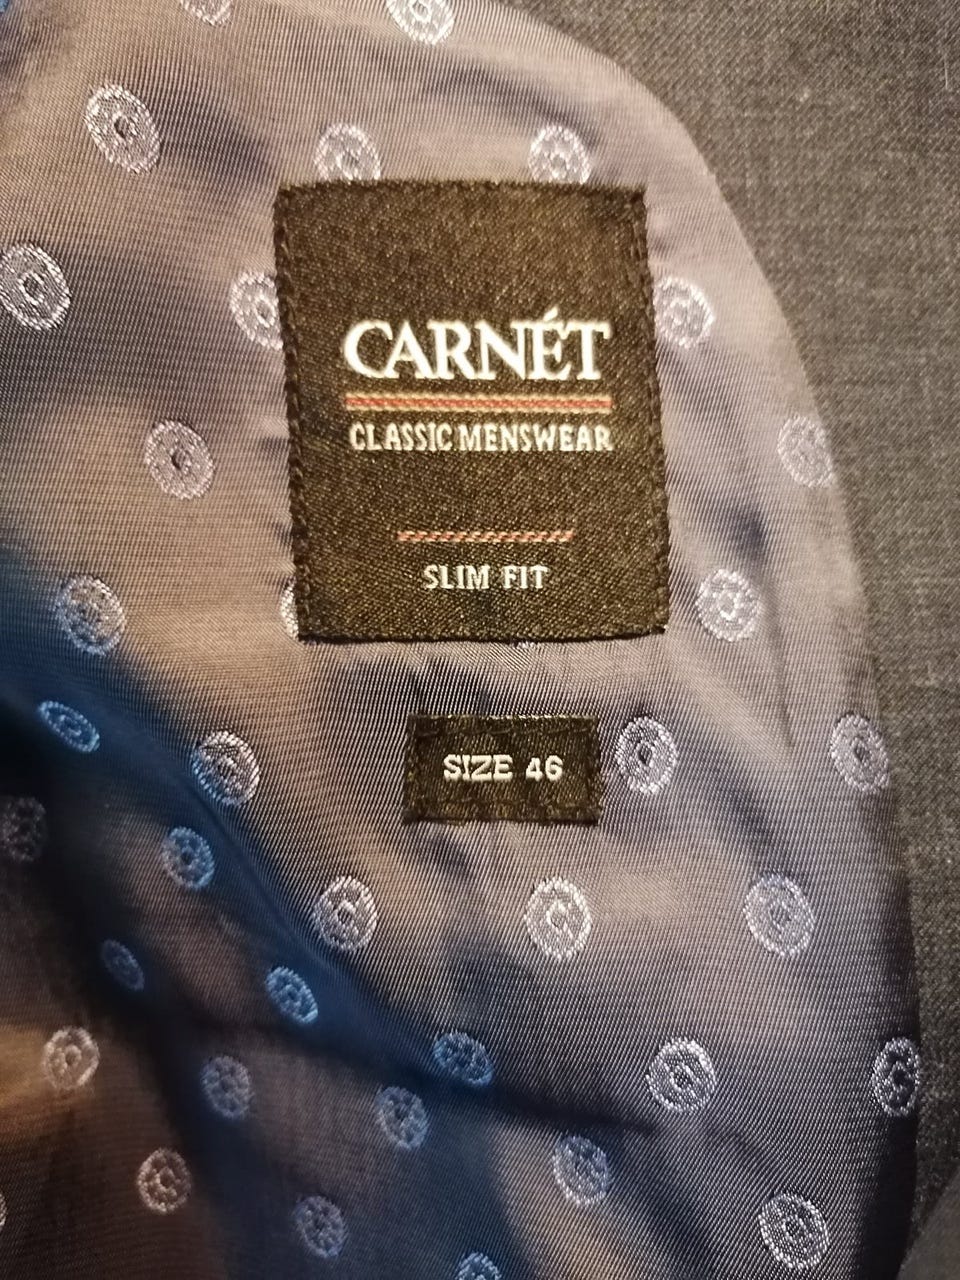 CARNÉT
CLASSIC MENSWEAR
SLIM FIT
SIZE 46